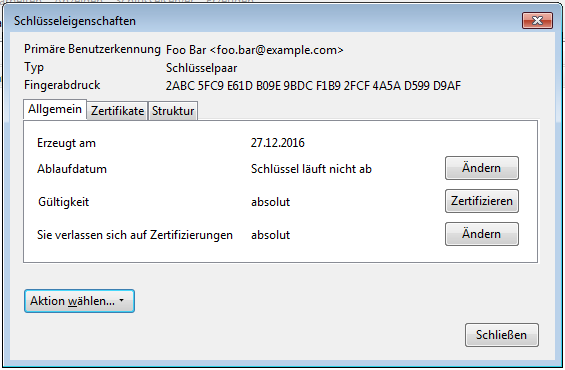 Schlüsseleigenschaften
Primäre Benutzerkennung Foo Bar <foo.bar@example.com>
Typ Schlüsselpaar
Fingerabdruck 2ABC 5FC9 E61D B09E 9BDC F1B9 2FCF 4A5A D599 D9AF
Allgemein Zertifikate Struktur
Erzeugt am 27.12.2016
Ablaufdatum Schlüssel läuft nicht ab Ändern
Gültigkeit absolut Zertifizieren
Sie verlassen sich auf Zertifizierungen absolut Ändern
Aktion wählen...
Schließen